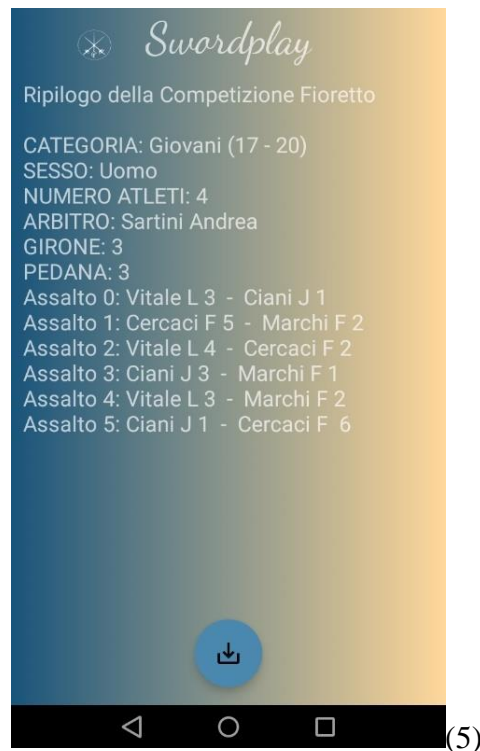 Swordplay
Ripilogo della Competizione Fioretto
CATEGORIA: Giovani (17 - 20)
SESSO: Uomo
NUMERO ATLETI: 4
ARBITRO: Sartini Andrea
GIRONE: 3
PEDANA: 3
Assalto 0: Vitale L 3 - Ciani J 1
Assalto 1: Cercaci F 5 - Marchi F 2
Assalto 2: Vitale L 4 - Cercaci F 2
Assalto 3: Ciani J 3 - Marchi F 1
Assalto 4: Vitale L 3 - Marchi F 2
Assalto 5: Ciani J 1 - Cercaci F 6
(5)